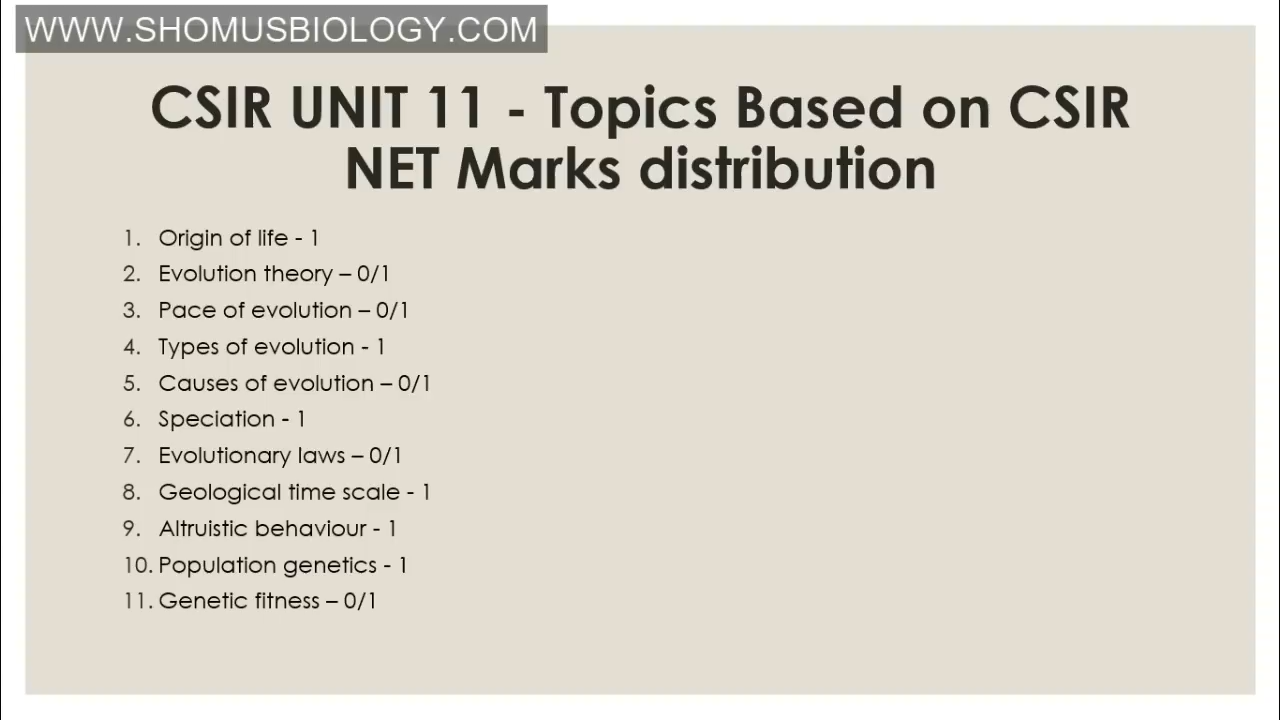 WWW.SHOMUSBIOLOGY.COM
CSIR UNIT 11 - Topics Based on CSIR
NET Marks distribution
1. Origin of life - 1
2. Evolution theory – 0/1
3. Pace of evolution – 0/1
4. Types of evolution - 1
5. Causes of evolution – 0/1
6. Speciation - 1
7. Evolutionary laws – 0/1
8. Geological time scale - 1
9. Altruistic behaviour - 1
10. Population genetics - 1
11. Genetic fitness – 0/1